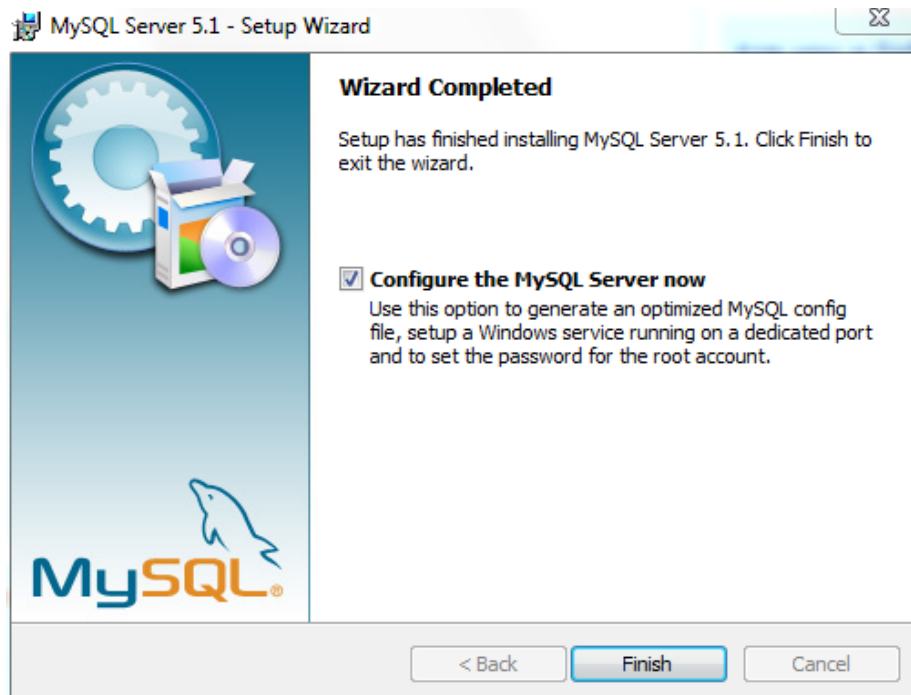 MySQL Server 5.1 - Setup Wizard
Wizard Completed
Setup has finished installing MySQL Server 5.1. Click Finish to
exit the wizard.
Configure the MySQL Server now
Use this option to generate an optimized MySQL config
file, setup a Windows service running on a dedicated port
and to set the password for the root account.
MySQL®
< Back
Finish
Cancel